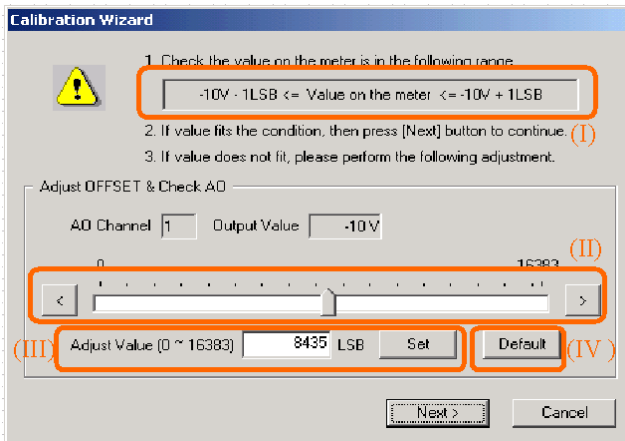 Calibration Wizard
1. Check the value on the meter is in the following range
-10V - 1LSB <= Value on the meter <= -10V + 1LSB
2. If value fits the condition, then press [Next] button to continue. (I)
3. If value does not fit, please perform the following adjustment.
Adjust OFFSET & Check AO
AO Channel 1 Output Value -10 V
(II)
0 16383
< >
(III) Adjust Value (0 ~ 16383) 8435 LSB Set Default (IV )
Next > Cancel